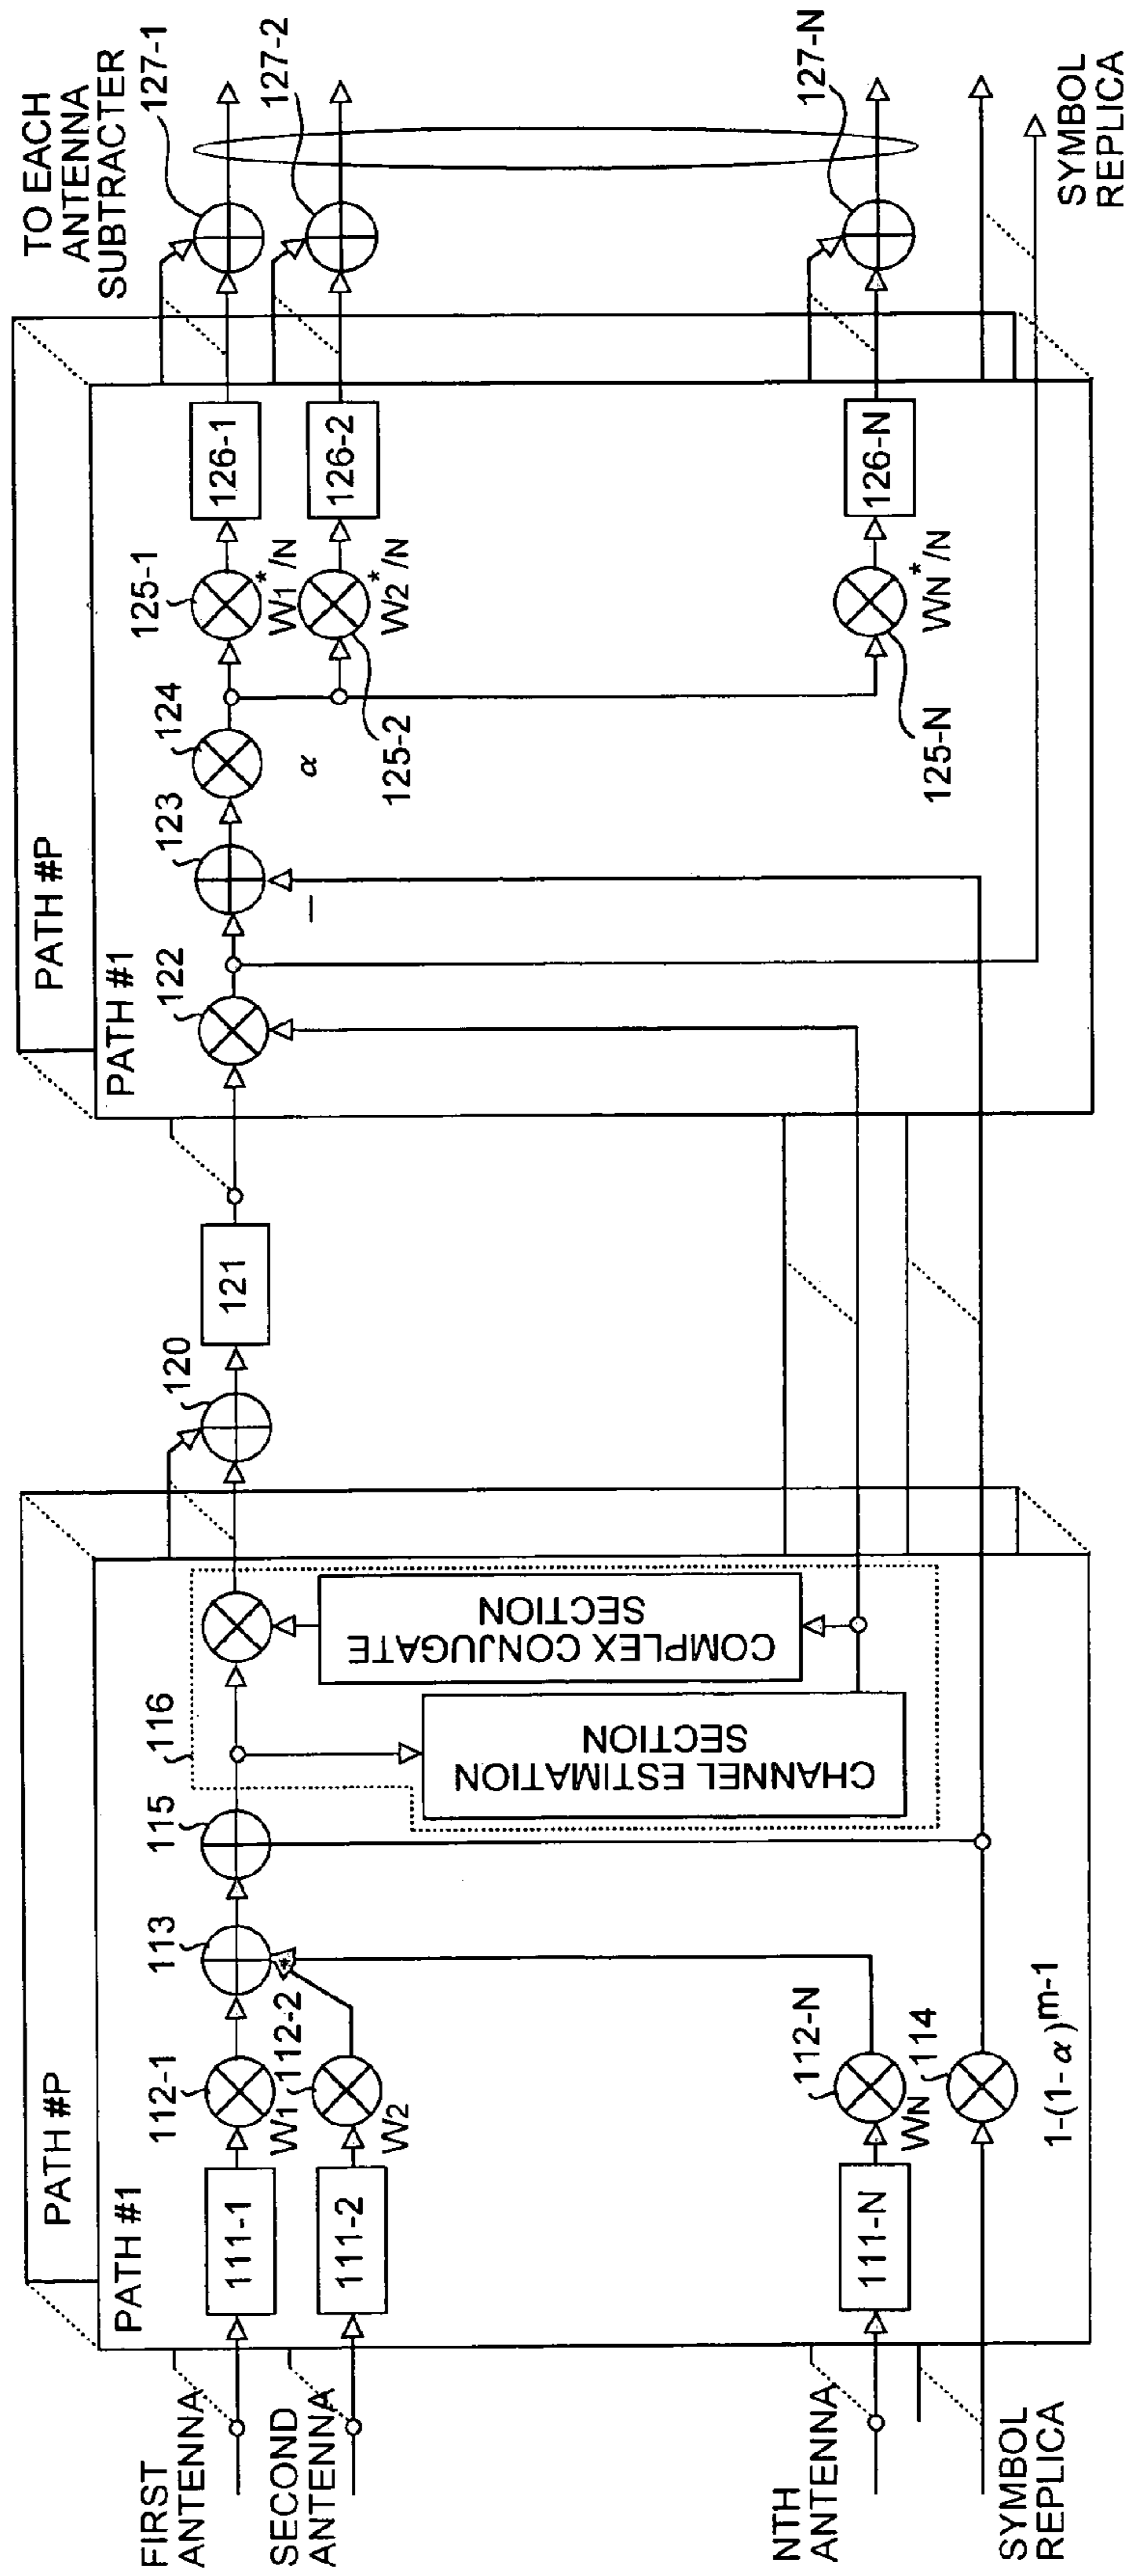 TO EACH
ANTENNA
SUBTRACTER
127-1
127-2
127-N
SYMBOL
REPLICA
PATH #P
PATH #1
122
123
124
α
125-1
W1*/N
125-2
W2*/N
125-N
WN*/N
126-1
126-2
126-N
120
121
PATH #P
PATH #1
111-1
112-1
W1
111-2
112-2
W2
111-N
112-N
WN
113
114
1-(1-α)m-1
115
116
CHANNEL ESTIMATION
SECTION
COMPLEX CONJUGATE
SECTION
FIRST
ANTENNA
SECOND
ANTENNA
NTH
ANTENNA
SYMBOL
REPLICA